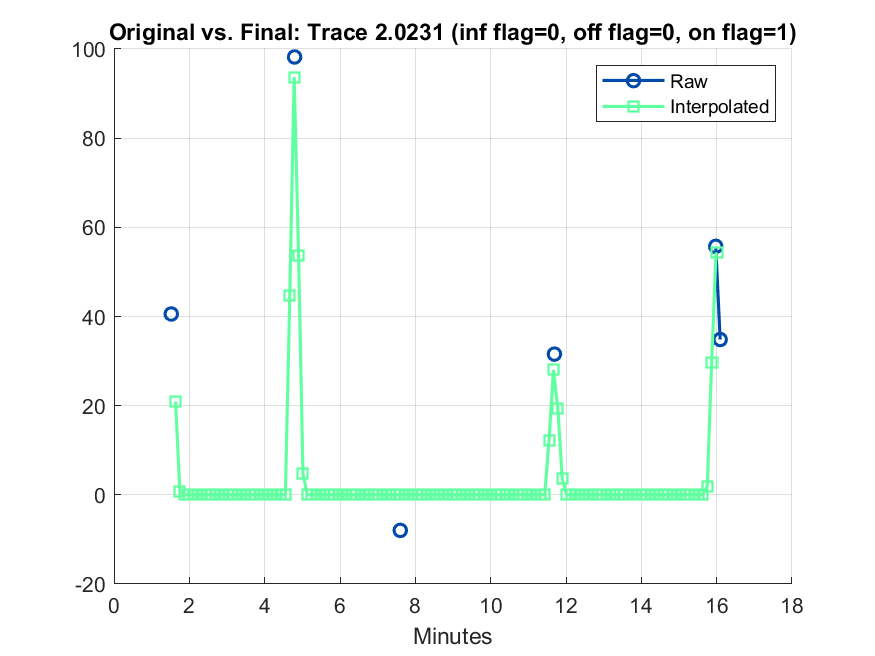 Original vs. Final: Trace 2.0231 (inf flag=0, off flag=0, on flag=1)
100
80
60
40
20
0
-20
Raw
Interpolated
0 2 4 6 8 10 12 14 16 18
Minutes